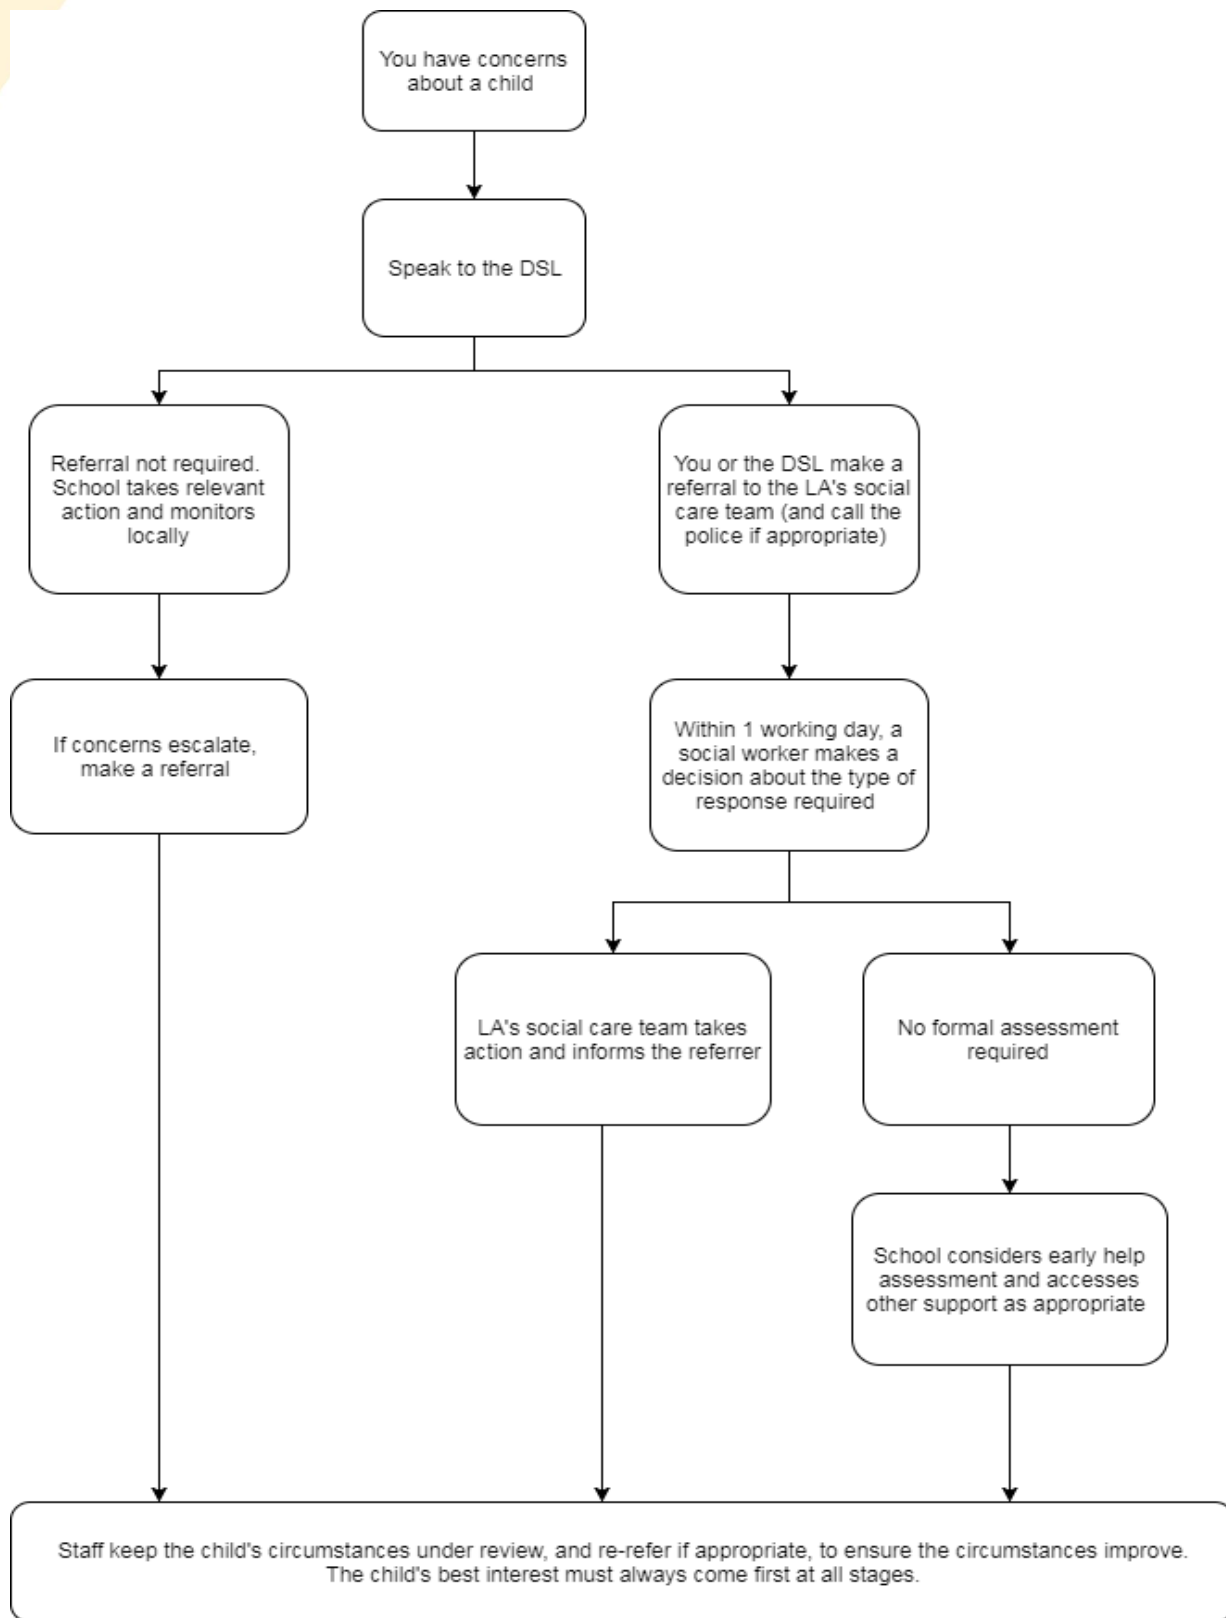 You have concerns
about a child
Speak to the DSL
Referral not required.
School takes relevant
action and monitors
locally
You or the DSL make a
referral to the LA's social
care team (and call the
police if appropriate)
If concerns escalate,
make a referral
Within 1 working day, a
social worker makes a
decision about the type of
response required
LA's social care team takes
action and informs the referrer
No formal assessment
required
School considers early help
assessment and accesses
other support as appropriate
Staff keep the child's circumstances under review, and re-refer if appropriate, to ensure the circumstances improve.
The child's best interest must always come first at all stages.